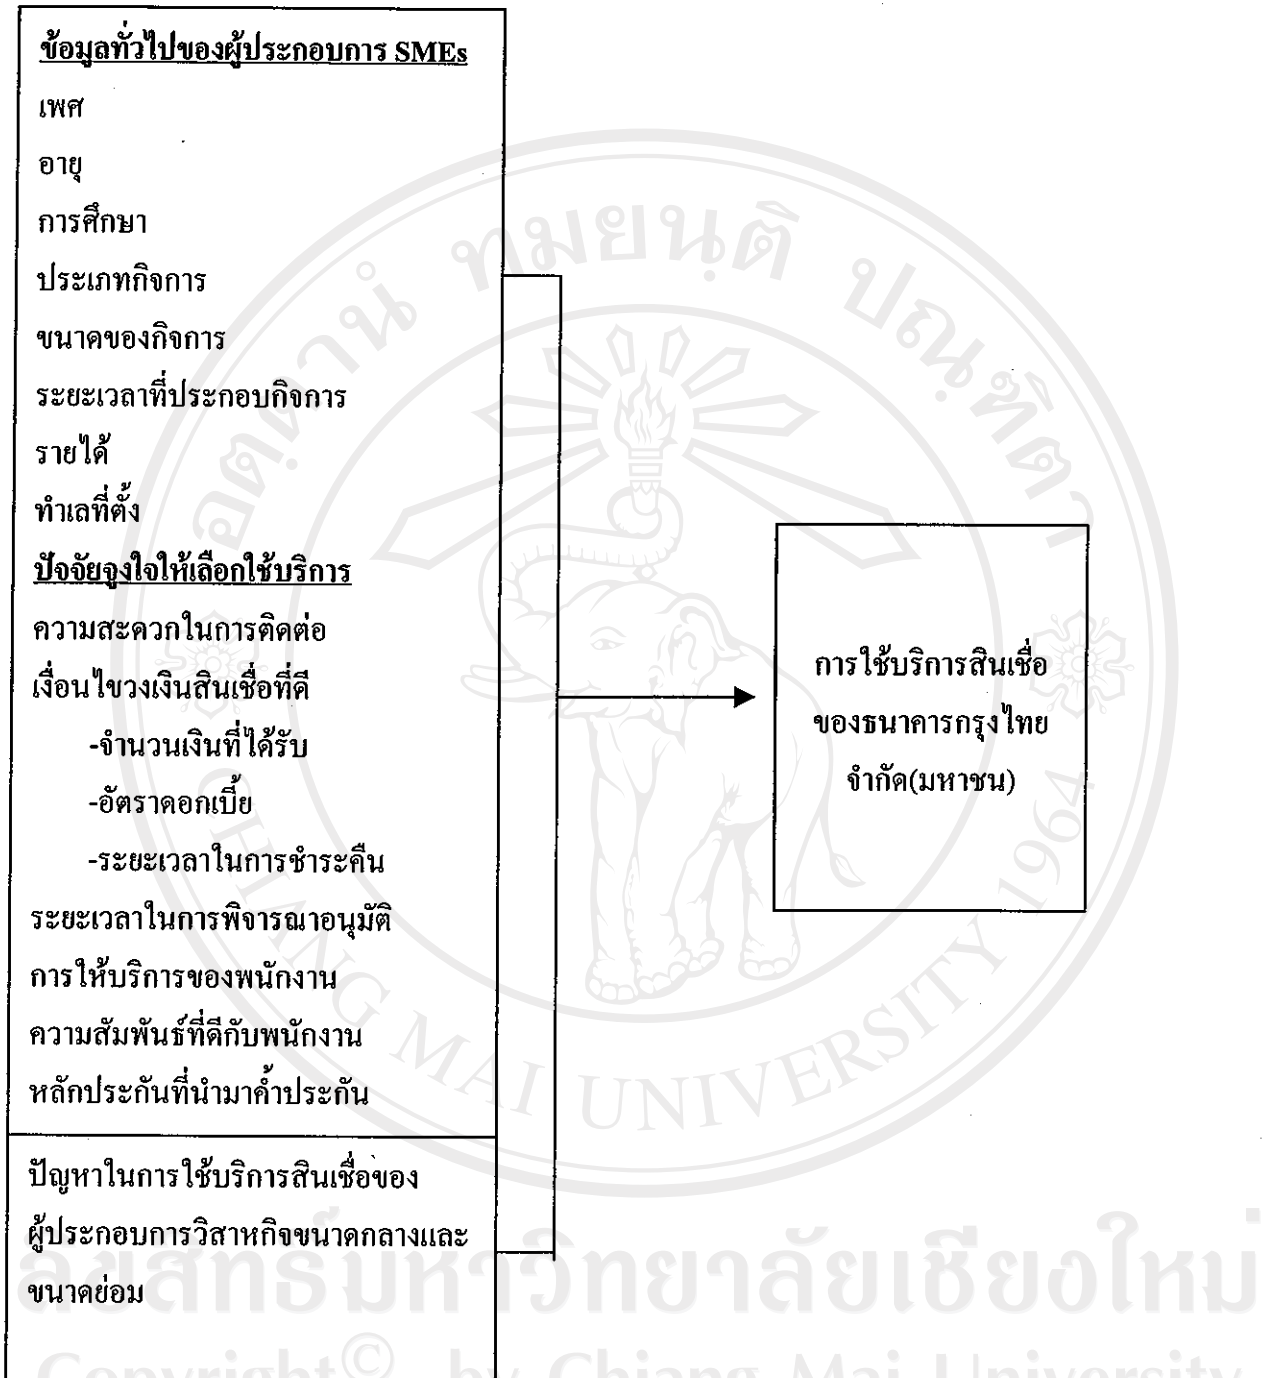 ข้อมูลทั่วไปของผู้ประกอบการ SMEs
เพศ
อายุ
การศึกษา
ประเภทกิจการ
ขนาดของกิจการ
ระยะเวลาที่ประกอบกิจการ
รายได้
ทำเลที่ตั้ง
ปัจจัยจูงใจให้เลือกใช้บริการ
ความสะดวกในการติดต่อ
เงื่อนไขวงเงินสินเชื่อที่ดี
-จำนวนเงินที่ได้รับ
-อัตราดอกเบี้ย
-ระยะเวลาในการชำระคืน
ระยะเวลาในการพิจารณาอนุมัติ
การให้บริการของพนักงาน
ความสัมพันธ์ที่ดีกับพนักงาน
หลักประกันที่นำมาค้ำประกัน
ปัญหาในการใช้บริการสินเชื่อของ
ผู้ประกอบการวิสาหกิจขนาดกลางและ
ขนาดย่อม
การใช้บริการสินเชื่อ
ของธนาคารกรุงไทย
จำกัด(มหาชน)
อตฺตานํ ทมยนฺติ ปณฺฑิตา
CHIANG MAI UNIVERSITY 1964
ลิขสิทธิ์มหาวิทยาลัยเชียงใหม่
Copyright© by Chiang Mai University